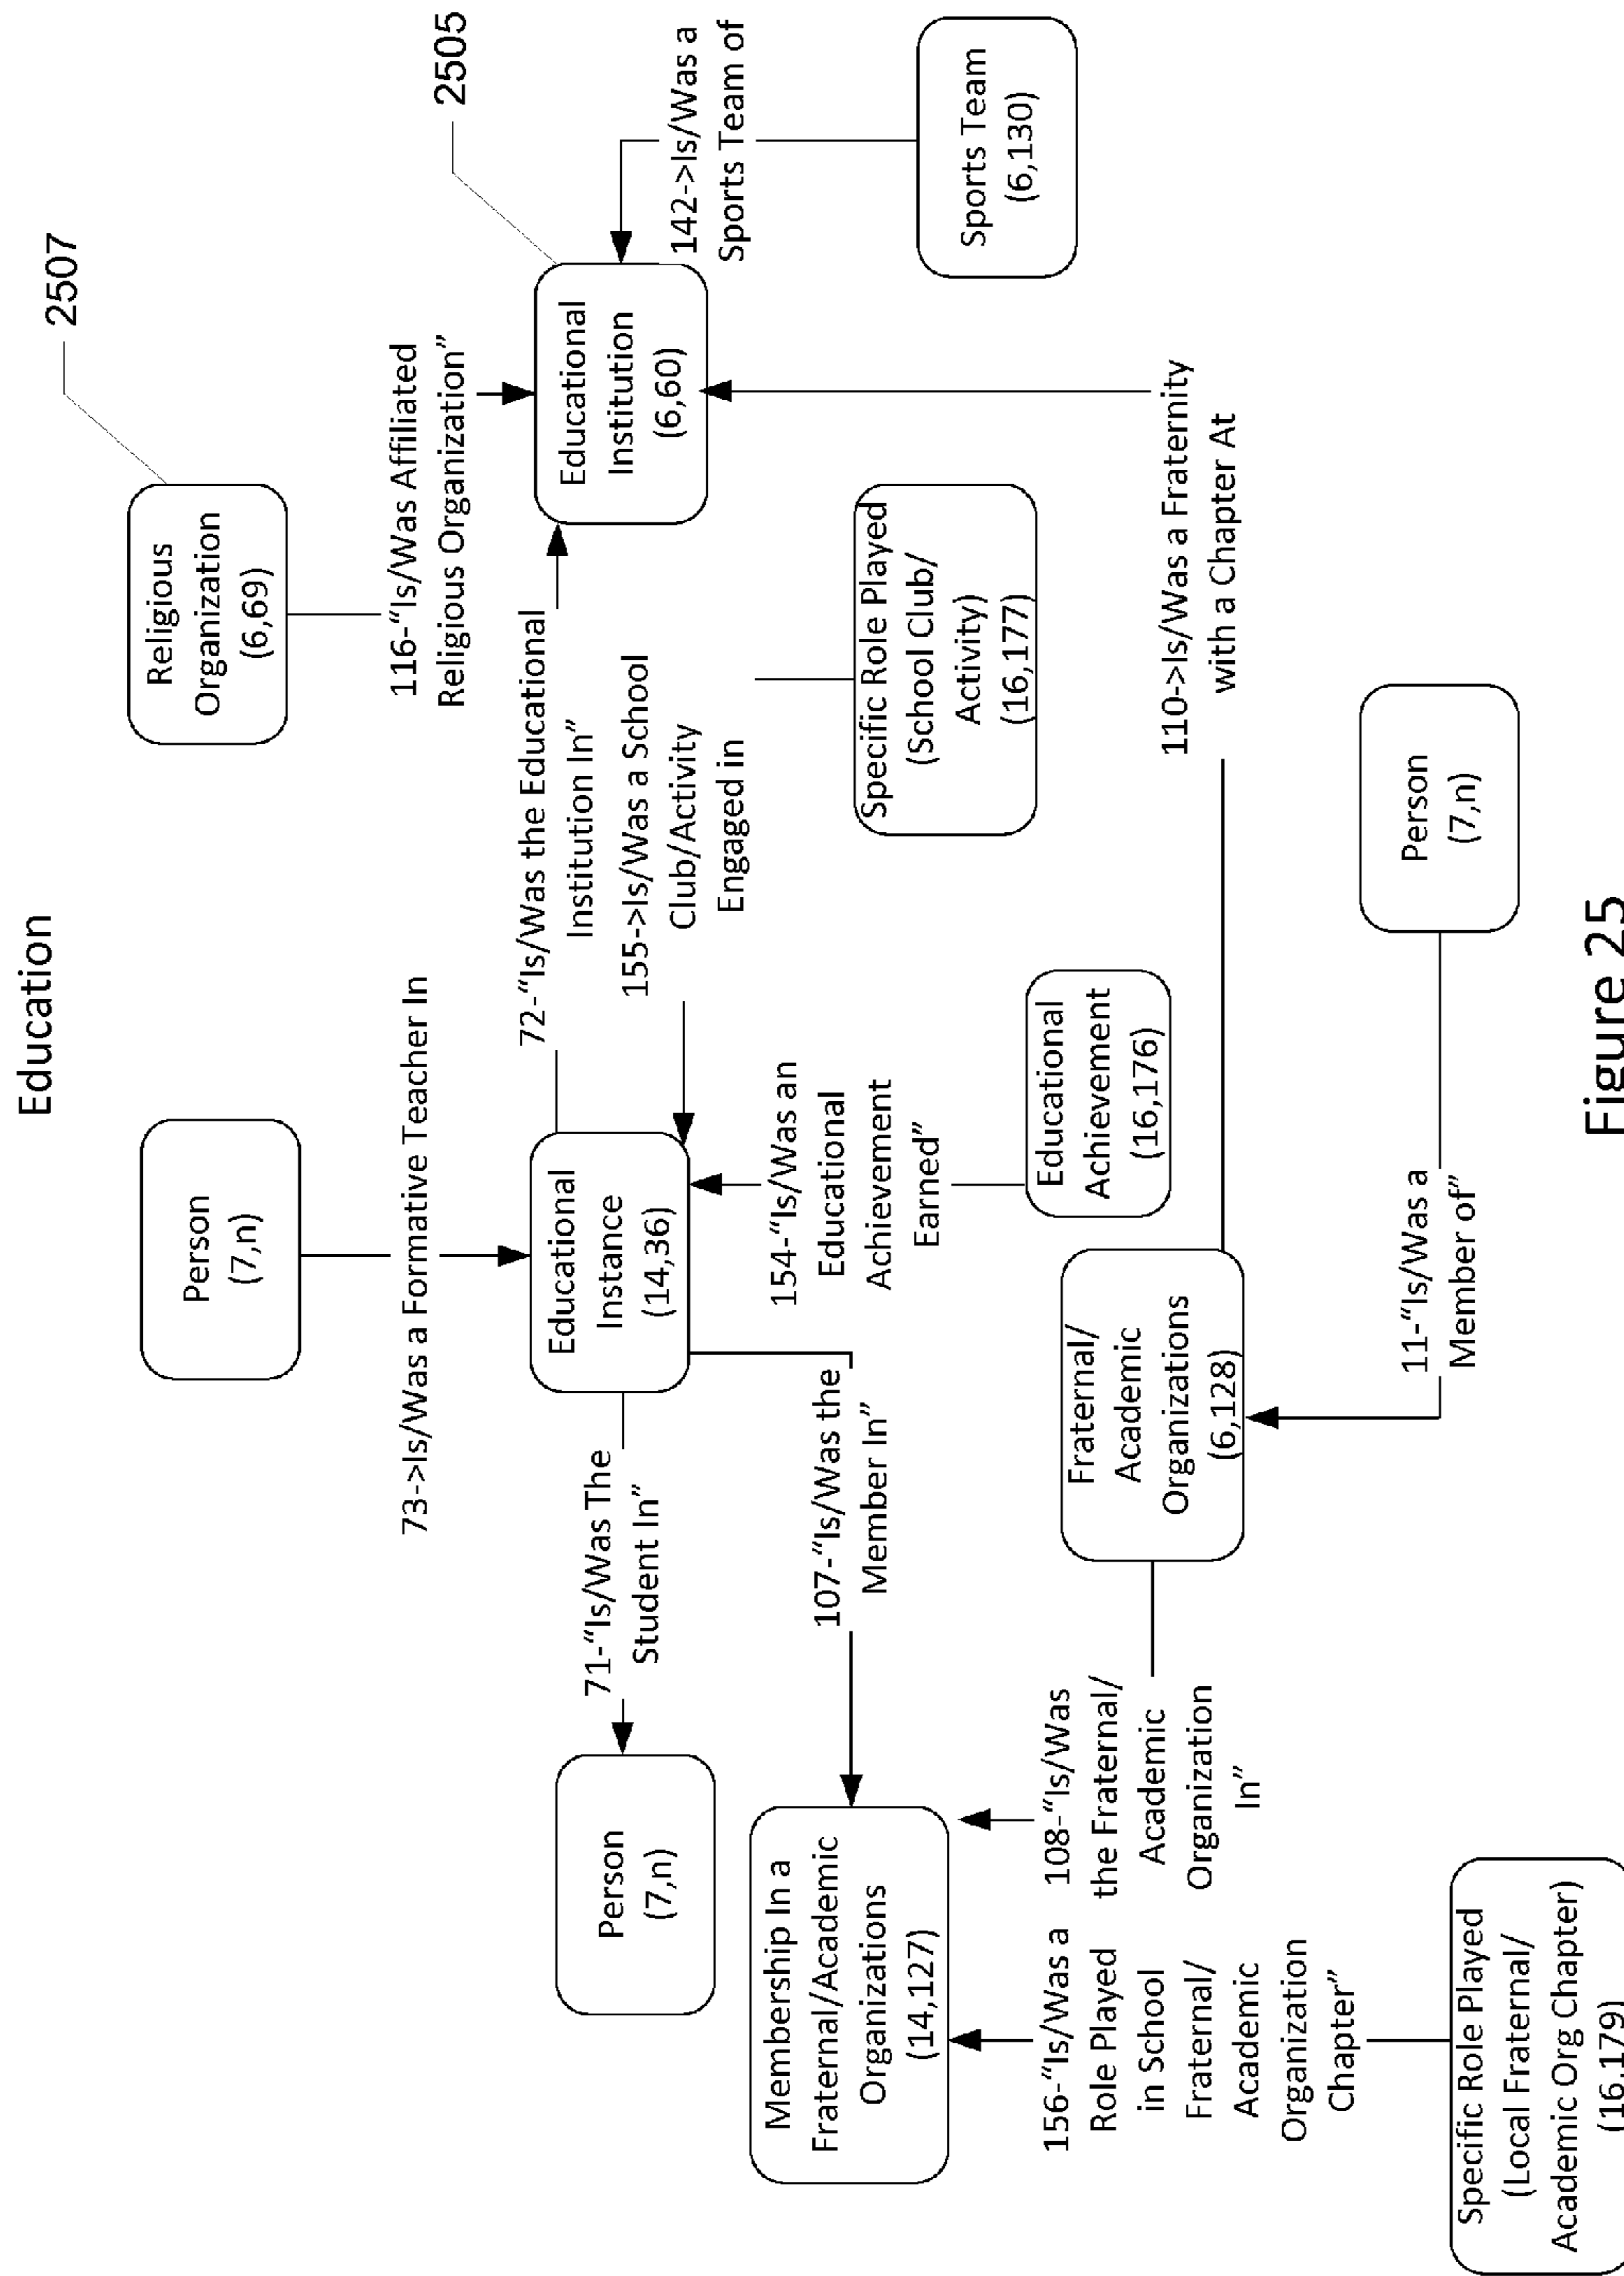 Education
2507
Religious
Organization
(6,69)
116-“Is/Was Affiliated
Religious Organization”
2505
Educational
Institution
(6,60)
142->Is/Was a
Sports Team of
Sports Team
(6,130)
Person
(7,n)
73->Is/Was a Formative Teacher In
Educational
Instance
(14,36)
72-“Is/Was the Educational
Institution In”
155->Is/Was a School
Club/Activity
Engaged in
Specific Role Played
(School Club/
Activity)
(16,177)
71-“Is/Was The
Student In”
Person
(7,n)
154-“Is/Was an
Educational
Achievement
Earned”
Educational
Achievement
(16,176)
107-“Is/Was the
Member In”
Membership In a
Fraternal/Academic
Organizations
(14,127)
108-“Is/Was
the Fraternal/
Academic
Organization
In”
Fraternal/
Academic
Organizations
(6,128)
110->Is/Was a Fraternity
with a Chapter At
156-“Is/Was a
Role Played
in School
Fraternal/
Academic
Organization
Chapter”
11-“Is/Was a
Member of”
Person
(7,n)
Specific Role Played
(Local Fraternal/
Academic Org Chapter)
(16,179)
Figure 25